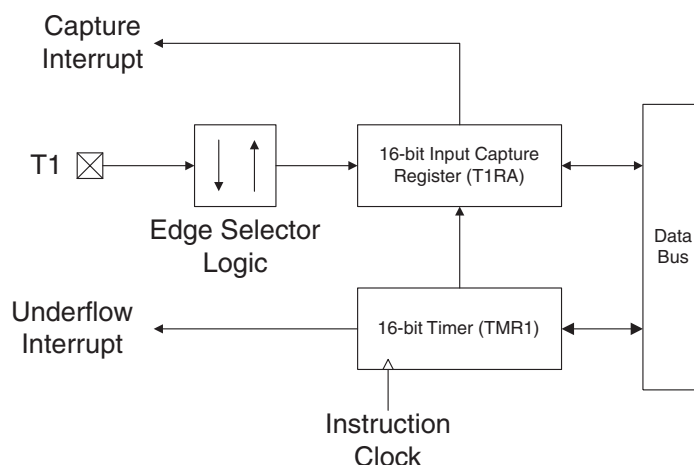 Capture
Interrupt
T1
16-bit Input Capture
Register (T1RA)
Edge Selector
Logic
Data
Bus
Underflow
Interrupt
16-bit Timer (TMR1)
Instruction
Clock